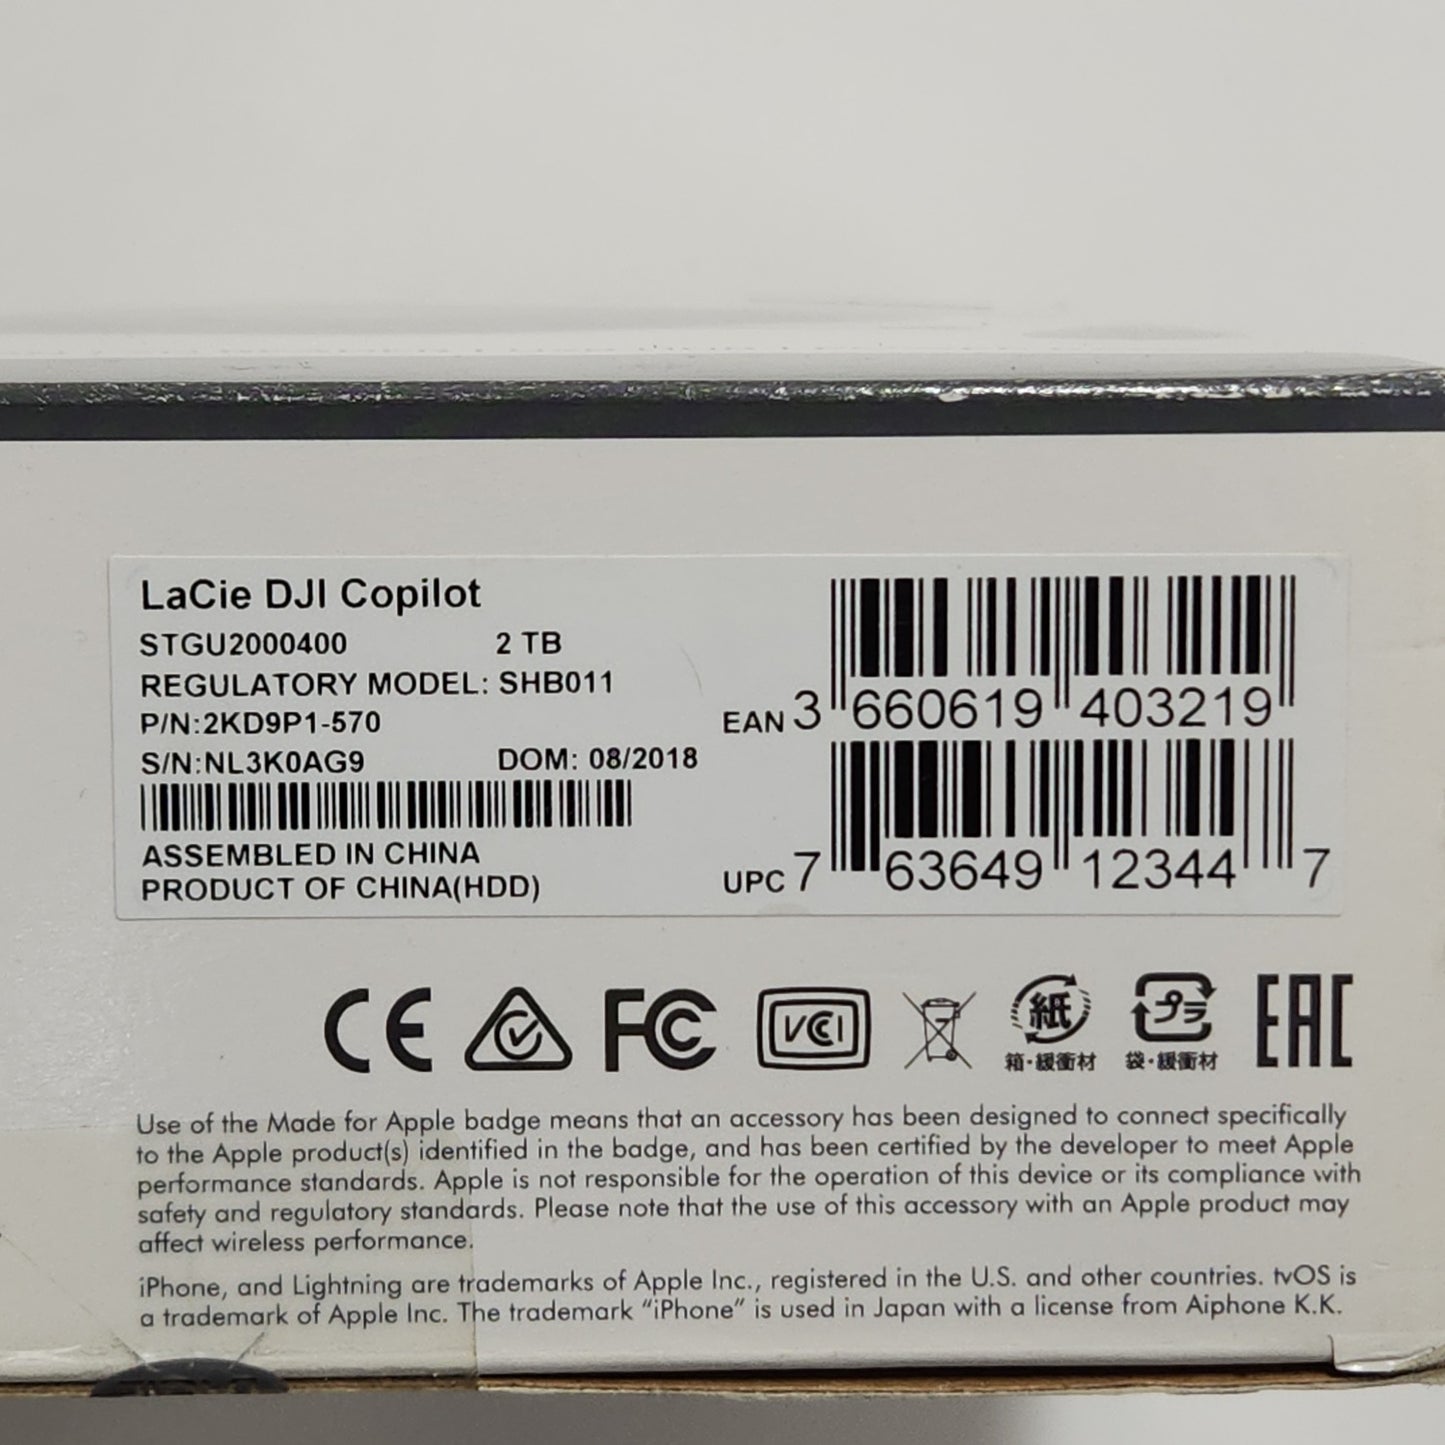 LaCie DJI Copilot
STGU2000400 2 TB
REGULATORY MODEL: SHB011
P/N:2KD9P1-570
S/N:NL3K0AG9 DOM: 08/2018
ASSEMBLED IN CHINA
PRODUCT OF CHINA(HDD)
EAN 3 660619 403219
UPC 7 63649 12344 7
CE FC VCCI 紙 プラ EAC
箱・緩衝材 袋・緩衝材
Use of the Made for Apple badge means that an accessory has been designed to connect specifically
to the Apple product(s) identified in the badge, and has been certified by the developer to meet Apple
performance standards. Apple is not responsible for the operation of this device or its compliance with
safety and regulatory standards. Please note that the use of this accessory with an Apple product may
affect wireless performance.
iPhone, and Lightning are trademarks of Apple Inc., registered in the U.S. and other countries. tvOS is
a trademark of Apple Inc. The trademark “iPhone” is used in Japan with a license from Aiphone K.K.